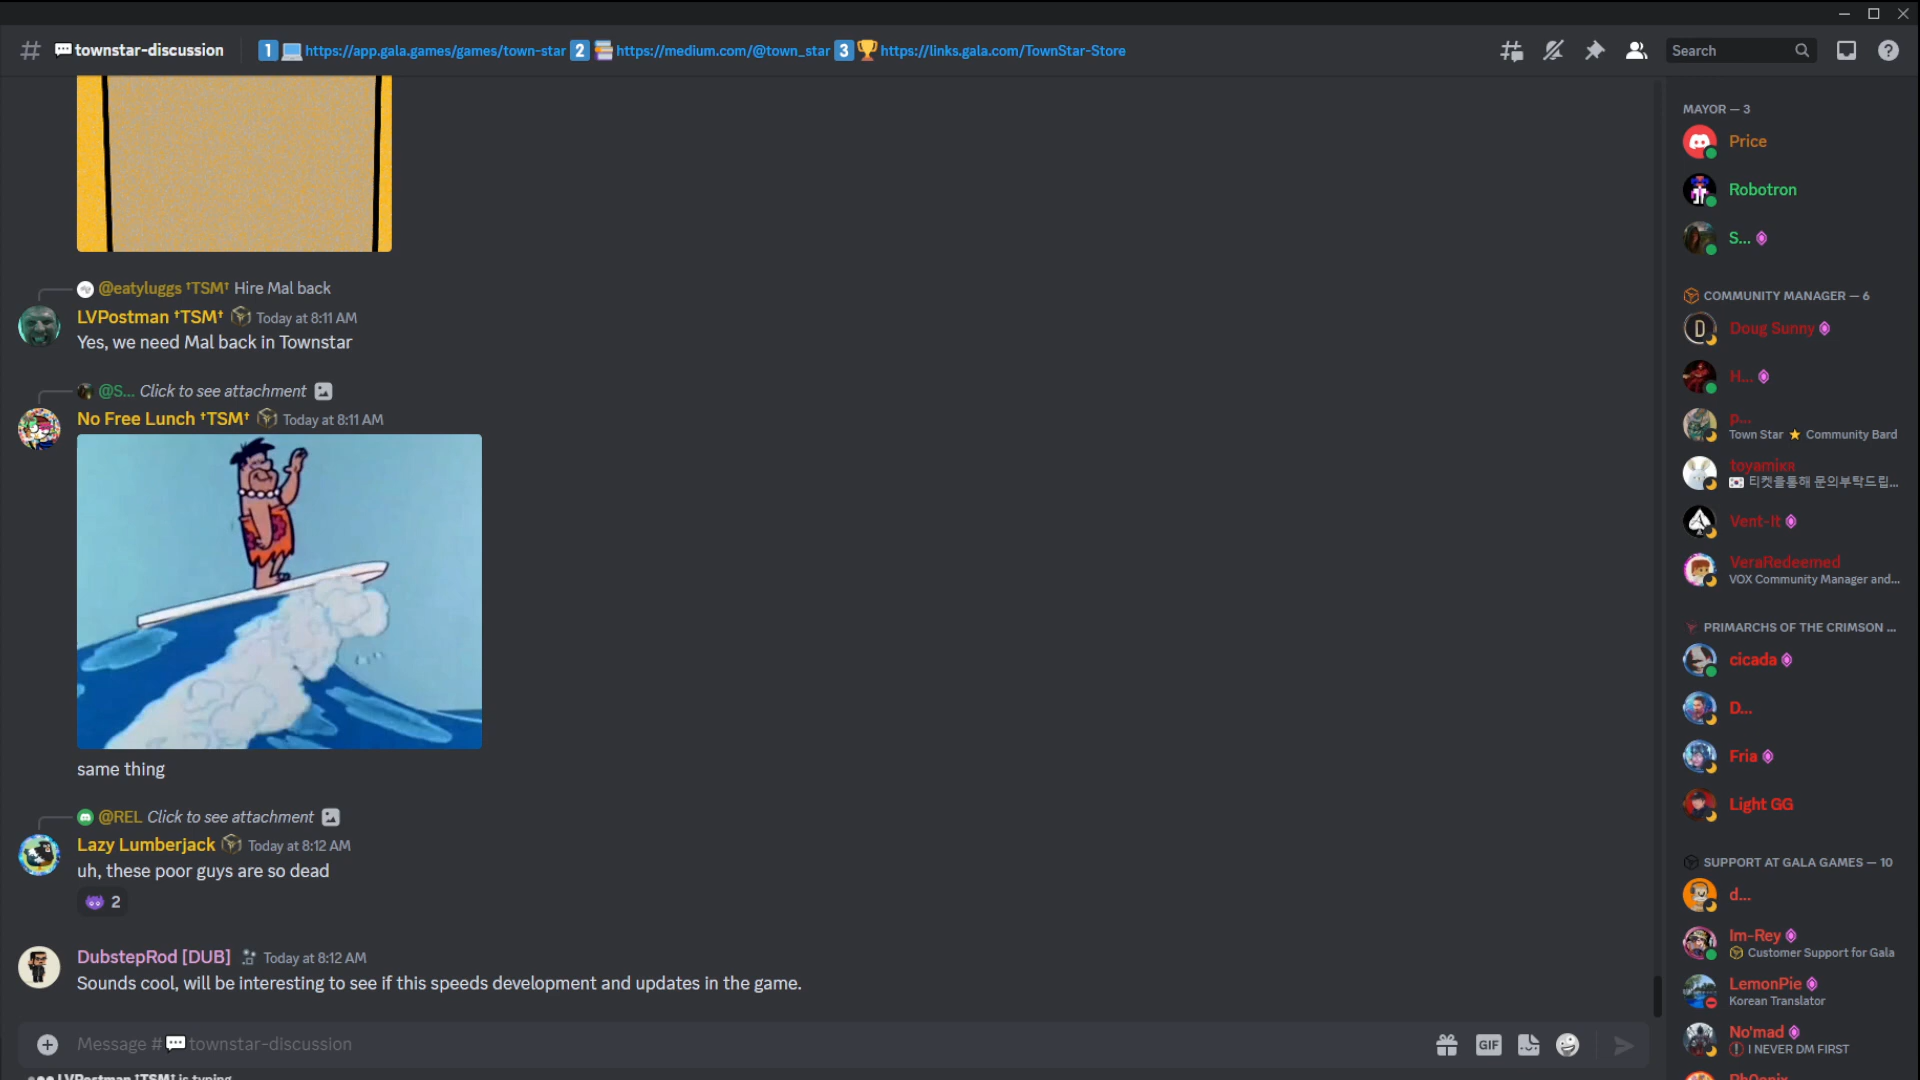 townstar-discussion
1 https://app.gala.games/games/town-star 2 https://medium.com/@town_star 3 https://links.gala.com/TownStar-Store
Search
@eatyluggs †TSM† Hire Mal back
LVPostman †TSM† Today at 8:11 AM
Yes, we need Mal back in Townstar
@S... Click to see attachment
No Free Lunch †TSM† Today at 8:11 AM
same thing
@REL Click to see attachment
Lazy Lumberjack Today at 8:12 AM
uh, these poor guys are so dead
2
DubstepRod [DUB] Today at 8:12 AM
Sounds cool, will be interesting to see if this speeds development and updates in the game.
Message # townstar-discussion
GIF
LVPostman †TSM† is typing
MAYOR — 3
Price
Robotron
S...
COMMUNITY MANAGER — 6
D
Doug Sunny
H...
p...
Town Star ⭐ Community Bard
toyamiKR
티켓을통해 문의부탁드립...
Vent-It
VeraRedeemed
VOX Community Manager and...
PRIMARCHS OF THE CRIMSON ...
cicada
D...
Fria
Light GG
SUPPORT AT GALA GAMES — 10
d...
Im-Rey
Customer Support for Gala
LemonPie
Korean Translator
No'mad
I NEVER DM FIRST
Ph0enix